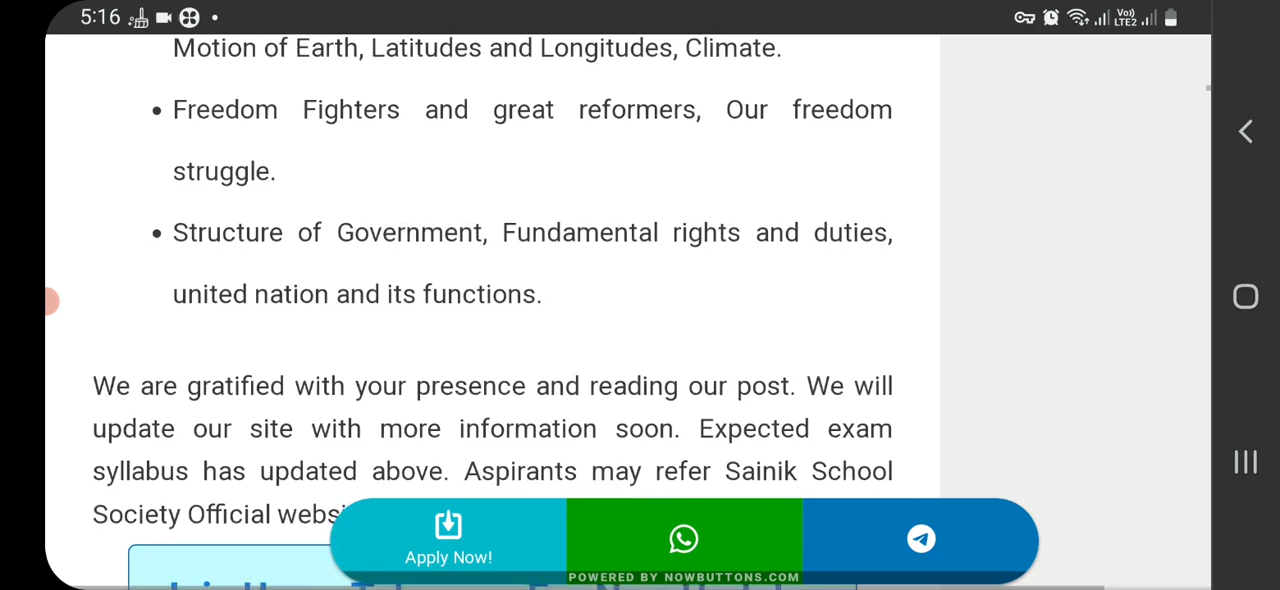 5:16
Vo))
LTE2
Motion of Earth, Latitudes and Longitudes, Climate.
• Freedom Fighters and great reformers, Our freedom
struggle.
• Structure of Government, Fundamental rights and duties,
united nation and its functions.
We are gratified with your presence and reading our post. We will
update our site with more information soon. Expected exam
syllabus has updated above. Aspirants may refer Sainik School
Society Official
Apply Now!
POWERED BY NOWBUTTONS.COM